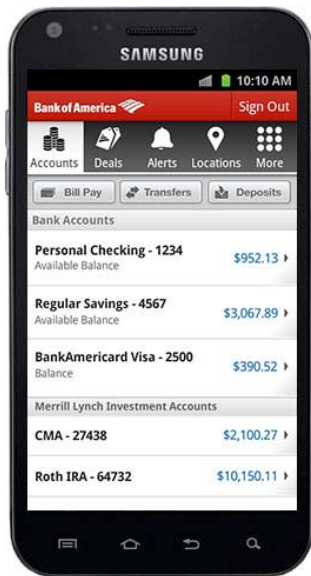 SAMSUNG
10:10 AM
Bank of America
Sign Out
Accounts Deals Alerts Locations More
Bill Pay Transfers Deposits
Bank Accounts
Personal Checking - 1234
Available Balance
$952.13
Regular Savings - 4567
Available Balance
$3,067.89
BankAmericard Visa - 2500
Balance
$390.52
Merrill Lynch Investment Accounts
CMA - 27438 $2,100.27
Roth IRA - 64732 $10,150.11